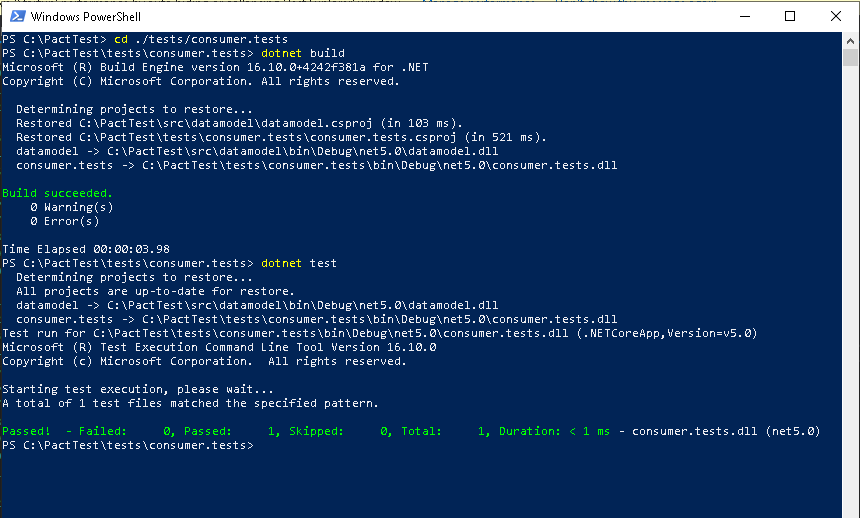 Windows PowerShell
PS C:\PactTest> cd ./tests/consumer.tests
PS C:\PactTest\tests\consumer.tests> dotnet build
Microsoft (R) Build Engine version 16.10.0+4242f381a for .NET
Copyright (C) Microsoft Corporation. All rights reserved.

  Determining projects to restore...
  Restored C:\PactTest\src\datamodel\datamodel.csproj (in 103 ms).
  Restored C:\PactTest\tests\consumer.tests\consumer.tests.csproj (in 521 ms).
  datamodel -> C:\PactTest\src\datamodel\bin\Debug\net5.0\datamodel.dll
  consumer.tests -> C:\PactTest\tests\consumer.tests\bin\Debug\net5.0\consumer.tests.dll

Build succeeded.
    0 Warning(s)
    0 Error(s)

Time Elapsed 00:00:03.98
PS C:\PactTest\tests\consumer.tests> dotnet test
  Determining projects to restore...
  All projects are up-to-date for restore.
  datamodel -> C:\PactTest\src\datamodel\bin\Debug\net5.0\datamodel.dll
  consumer.tests -> C:\PactTest\tests\consumer.tests\bin\Debug\net5.0\consumer.tests.dll
Test run for C:\PactTest\tests\consumer.tests\bin\Debug\net5.0\consumer.tests.dll (.NETCoreApp,Version=v5.0)
Microsoft (R) Test Execution Command Line Tool Version 16.10.0
Copyright (c) Microsoft Corporation.  All rights reserved.

Starting test execution, please wait...
A total of 1 test files matched the specified pattern.

Passed!  - Failed:     0, Passed:     1, Skipped:     0, Total:     1, Duration: < 1 ms - consumer.tests.dll (net5.0)
PS C:\PactTest\tests\consumer.tests>